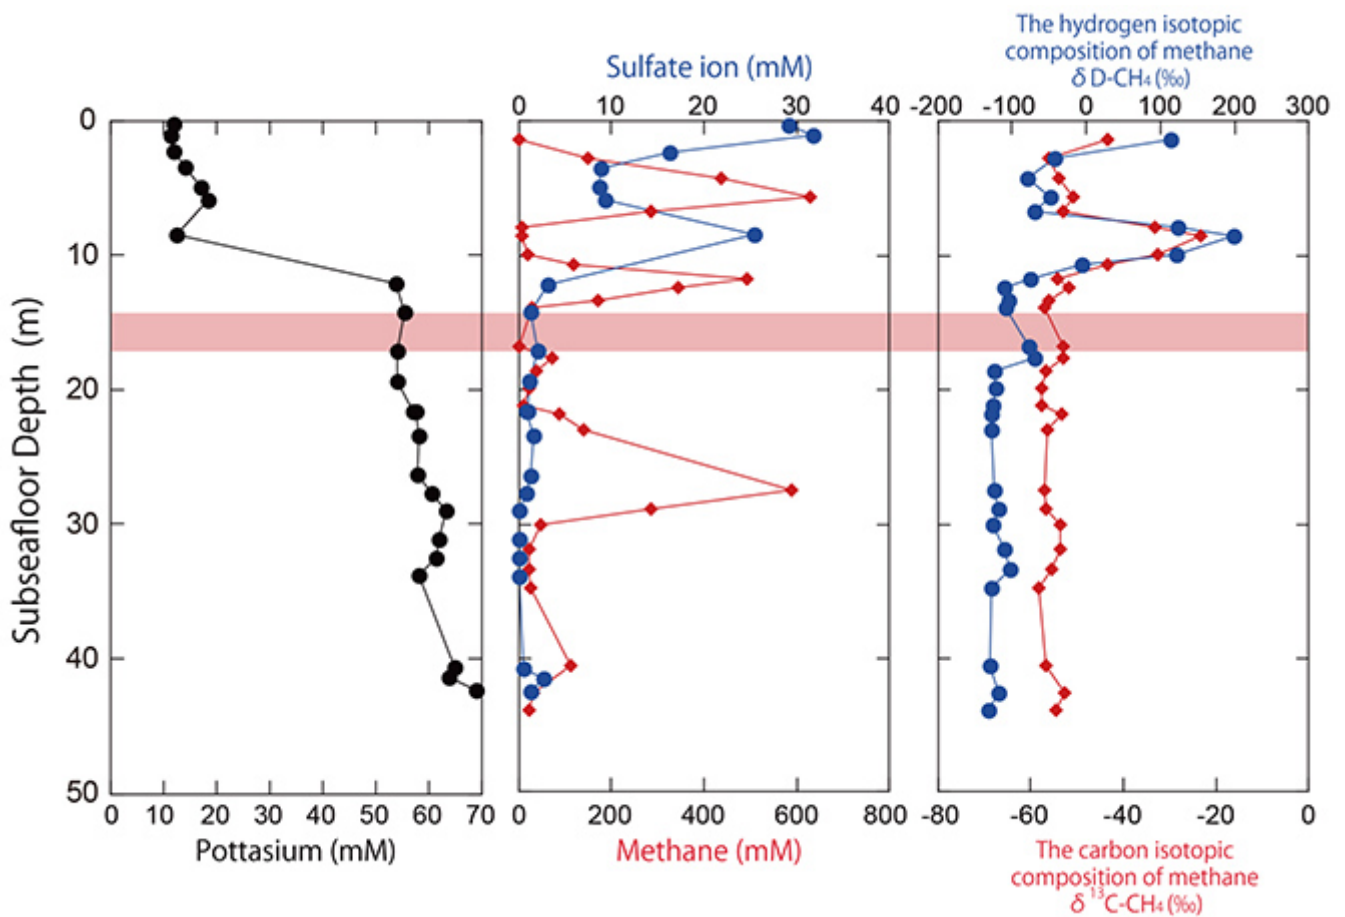 The hydrogen isotopic
composition of methane
δ D-CH₄ (‰)
Sulfate ion (mM)
0 10 20 30 40 -200 -100 0 100 200 300
0
10
20
30
40
50
Subseafloor Depth (m)
0 10 20 30 40 50 60 70 0 200 400 600 800 -80 -60 -40 -20 0
Pottasium (mM) Methane (mM) The carbon isotopic
composition of methane
δ ¹³C-CH₄ (‰)